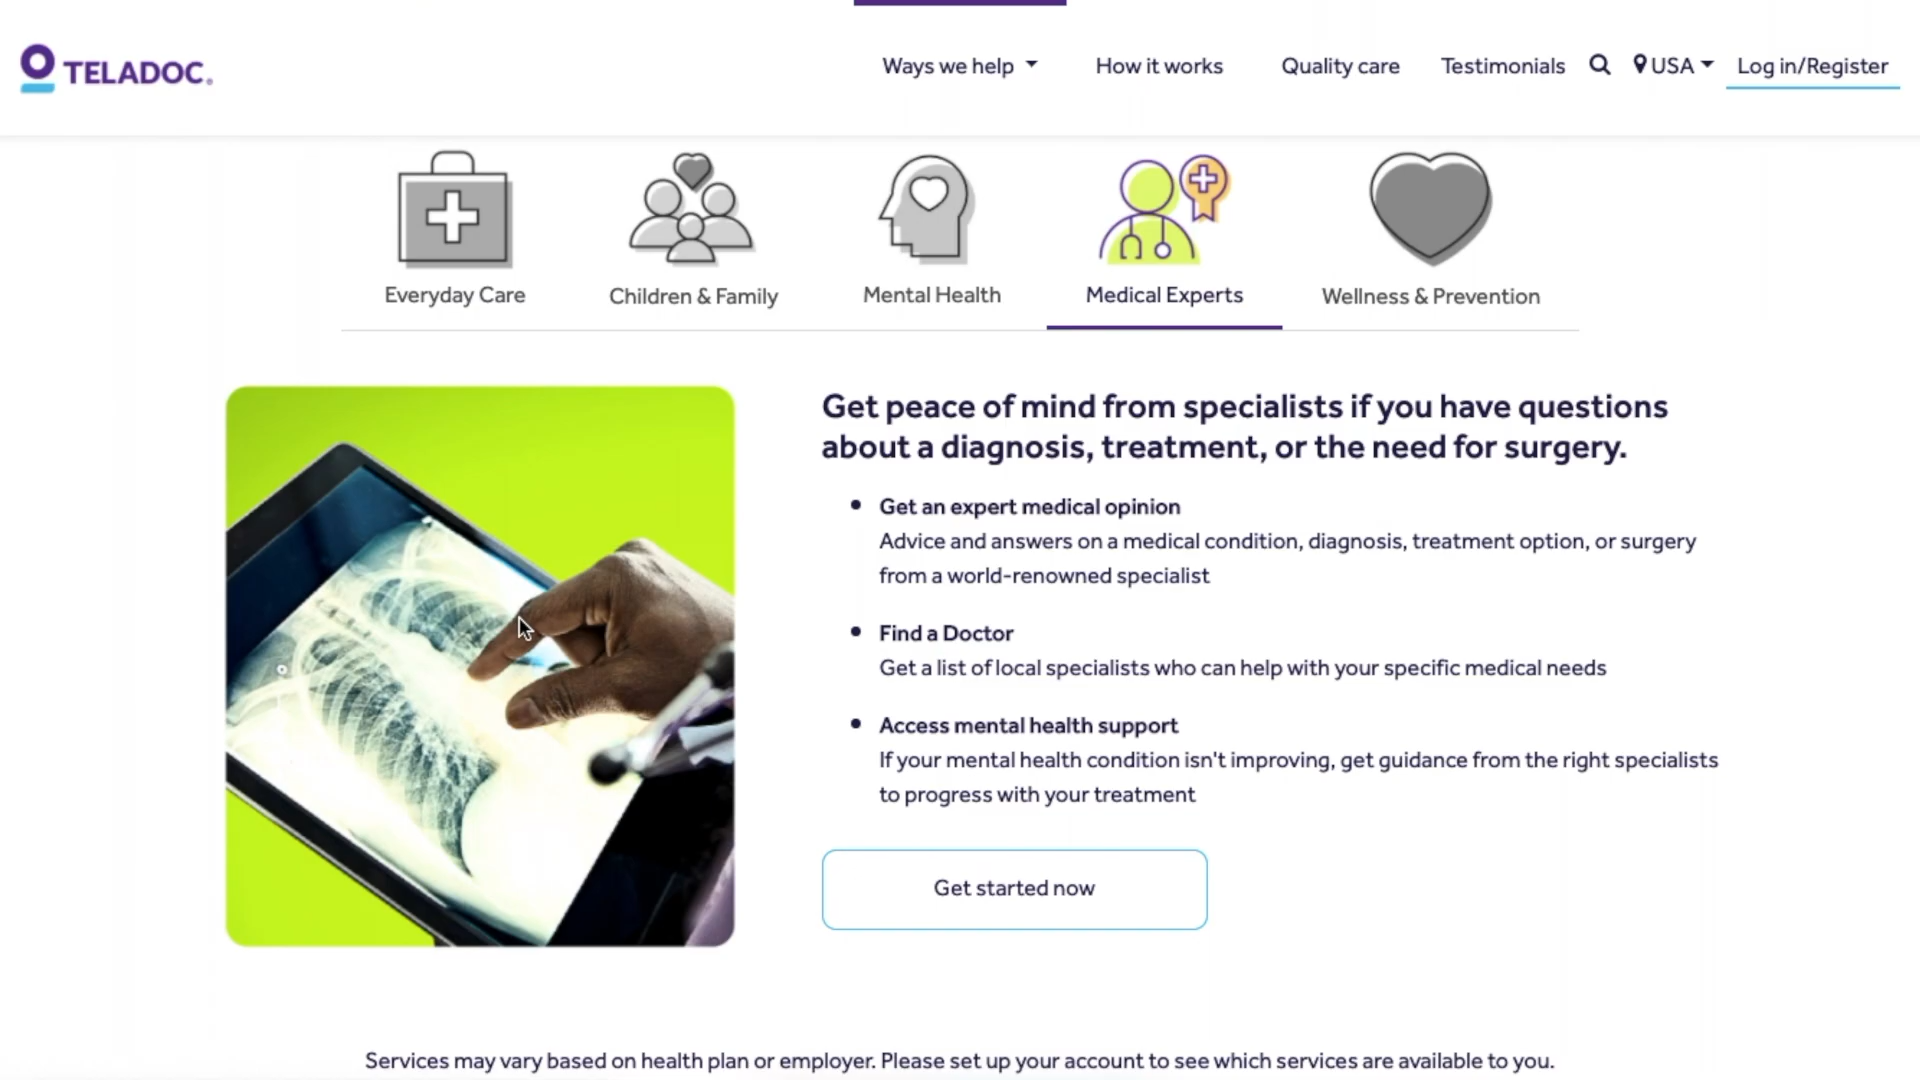 TELADOC.
Ways we help
How it works
Quality care
Testimonials
USA
Log in/Register
Everyday Care
Children & Family
Mental Health
Medical Experts
Wellness & Prevention
Get peace of mind from specialists if you have questions
about a diagnosis, treatment, or the need for surgery.
Get an expert medical opinion
Advice and answers on a medical condition, diagnosis, treatment option, or surgery
from a world-renowned specialist
Find a Doctor
Get a list of local specialists who can help with your specific medical needs
Access mental health support
If your mental health condition isn't improving, get guidance from the right specialists
to progress with your treatment
Get started now
Services may vary based on health plan or employer. Please set up your account to see which services are available to you.